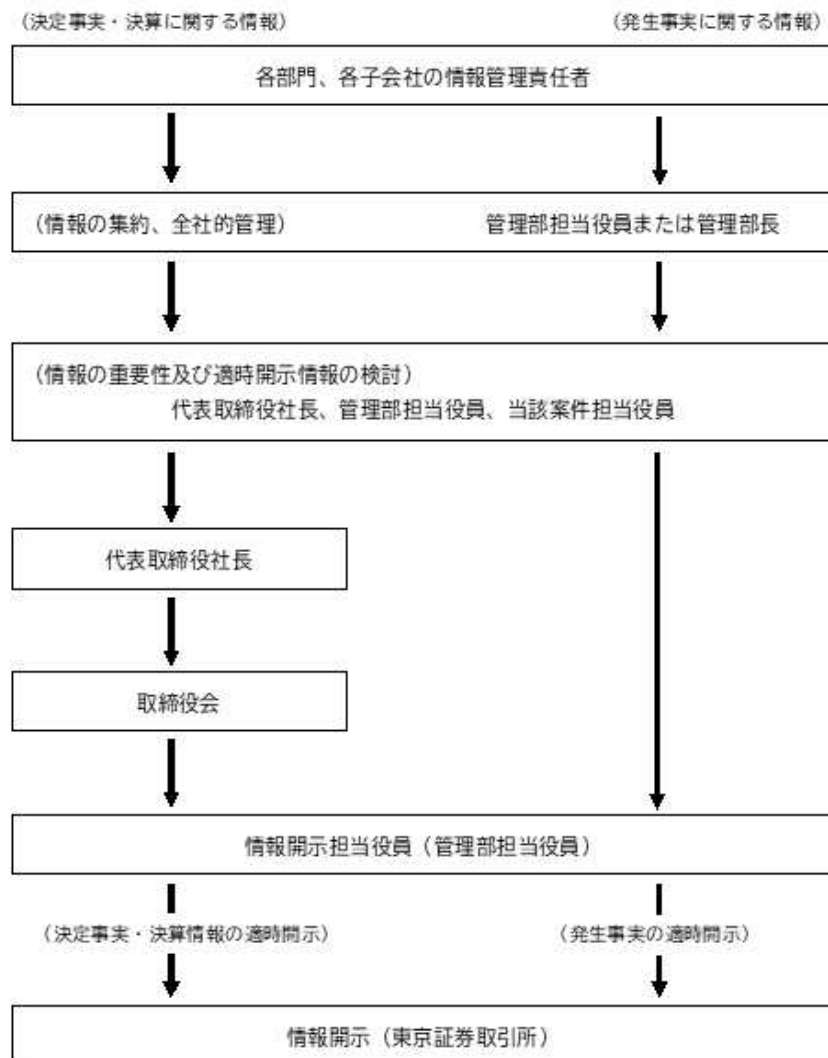 （決定事実・決算に関する情報） （発生事実に関する情報）
各部門、各子会社の情報管理責任者
（情報の集約、全社的管理） 管理部担当役員または管理部長
（情報の重要性及び適時開示情報の検討）
代表取締役社長、管理部担当役員、当該案件担当役員
代表取締役社長
取締役会
情報開示担当役員（管理部担当役員）
（決定事実・決算情報の適時開示） （発生事実の適時開示）
情報開示（東京証券取引所）